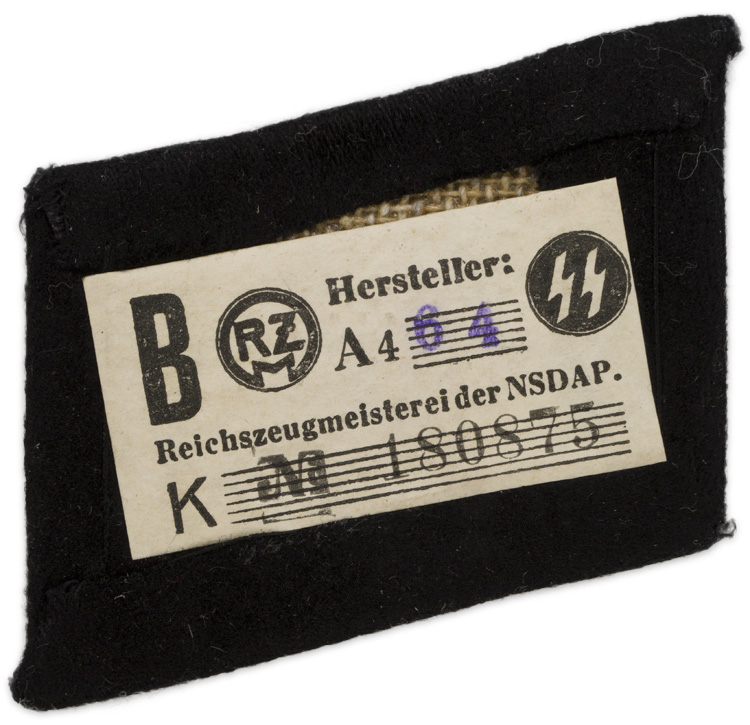 B RZM Hersteller:
A4 64
Reichszeugmeisterei der NSDAP.
K № 180875